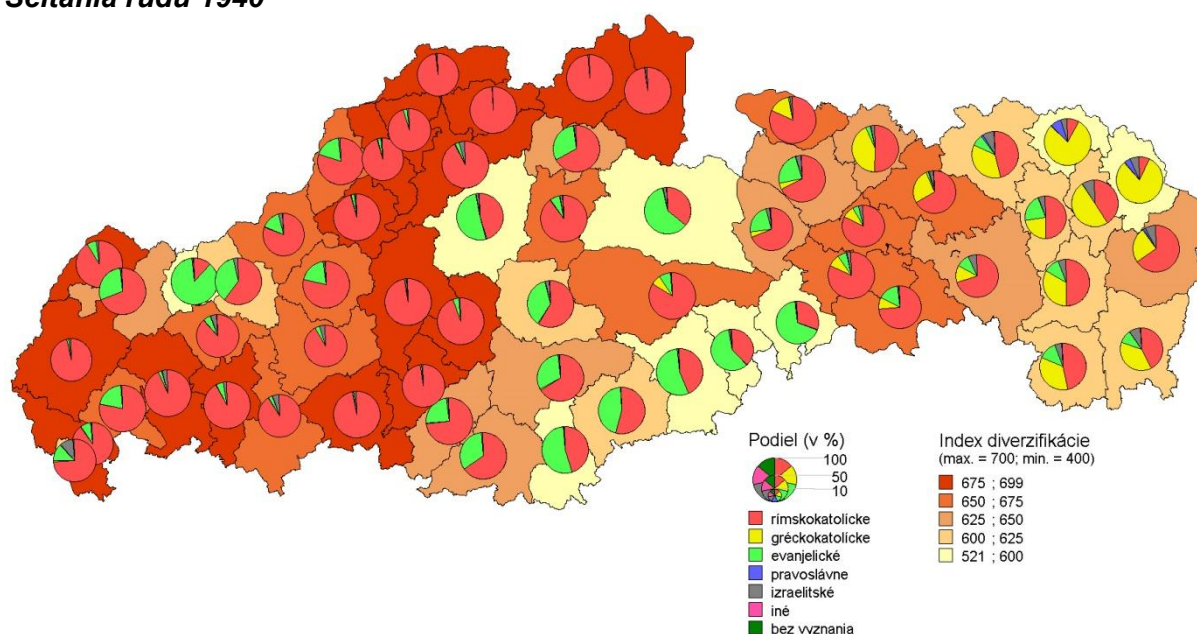 Sčítania ľudu 1940
Podiel (v %)
100
50
10
rímskokatolícke
gréckokatolícke
evanjelické
pravoslávne
izraelitské
iné
bez vyznania
Index diverzifikácie
(max. = 700; min. = 400)
675 ; 699
650 ; 675
625 ; 650
600 ; 625
521 ; 600